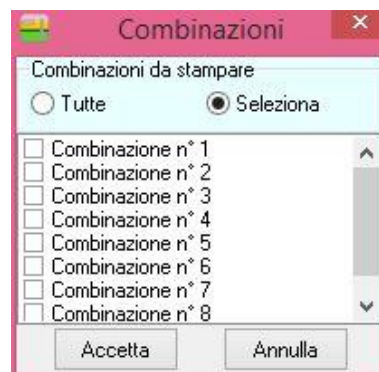 Combinazioni
Combinazioni da stampare
Tutte Seleziona
Combinazione n° 1
Combinazione n° 2
Combinazione n° 3
Combinazione n° 4
Combinazione n° 5
Combinazione n° 6
Combinazione n° 7
Combinazione n° 8
Accetta Annulla